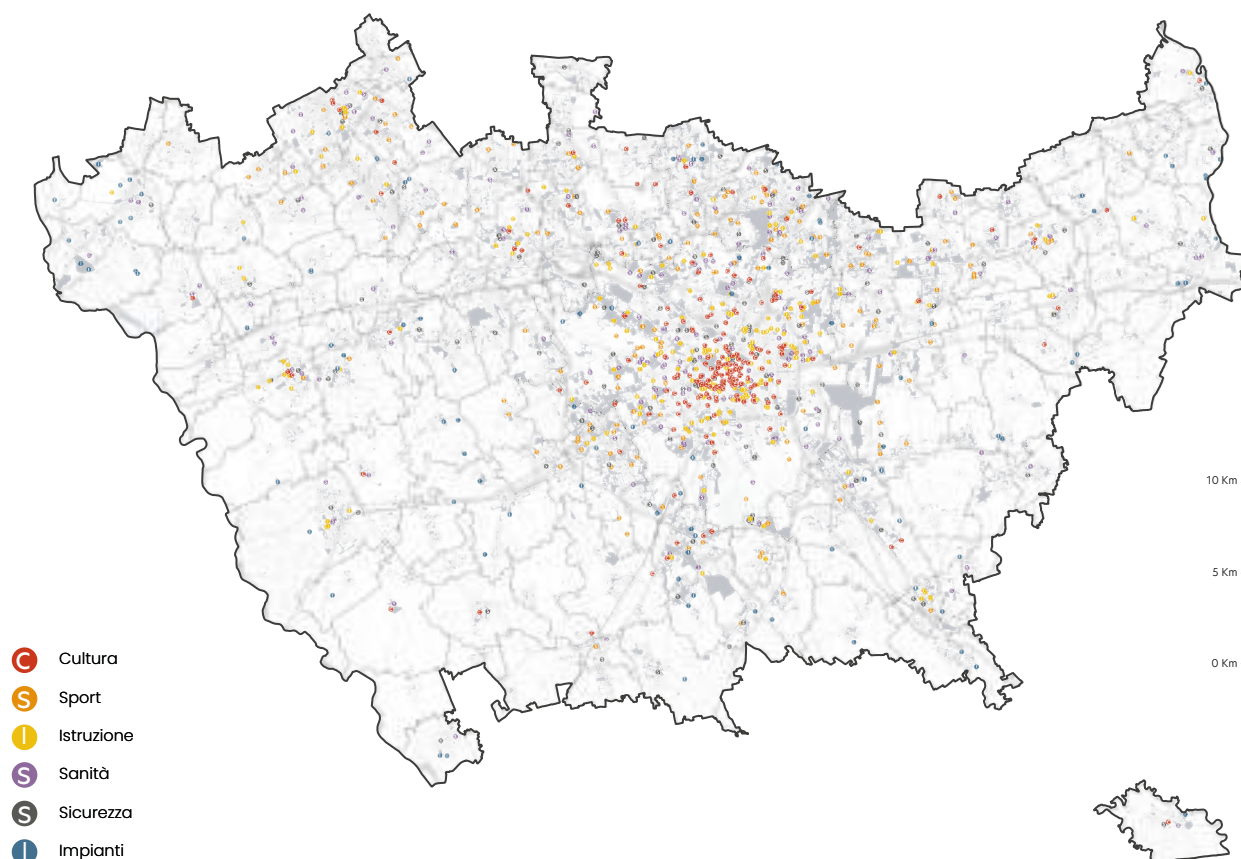 10 Km
5 Km
0 Km
C Cultura
S Sport
I Istruzione
S Sanità
S Sicurezza
I Impianti